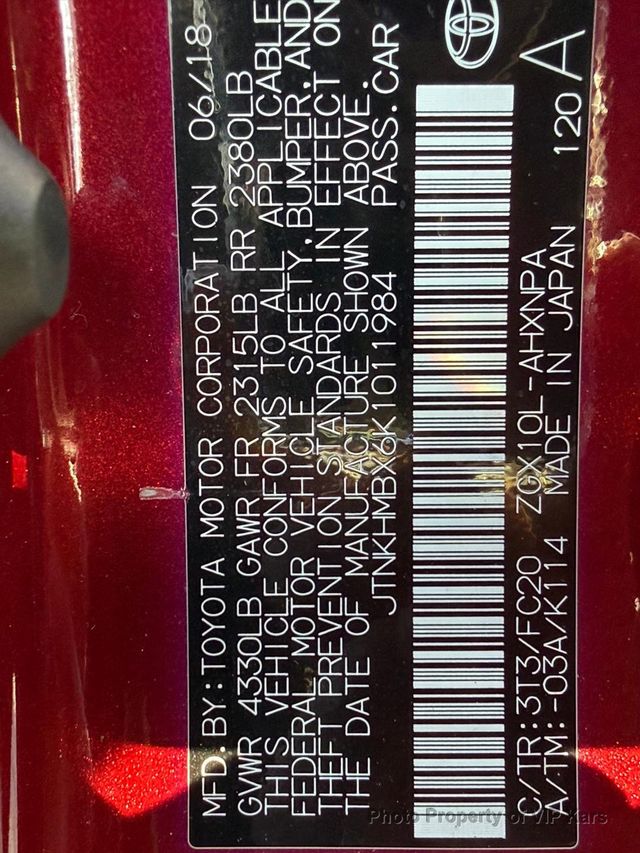 MFD.BY:TOYOTA MOTOR CORPORATION 06/18
GVWR 4330LB GAWR FR 2315LB RR 2380LB
THIS VEHICLE CONFORMS TO ALL APPLICABLE
FEDERAL MOTOR VEHICLE SAFETY,BUMPER,AND
THEFT PREVENTION STANDARDS IN EFFECT ON
THE DATE OF MANUFACTURE SHOWN ABOVE.
JTNKHMBX6K1011984 PASS.CAR
C/TR:3T3/FC20 ZGX10L-AHXNPA
A/TM:-03A/K114 MADE IN JAPAN
120 A
Photo Property of VIP Kars